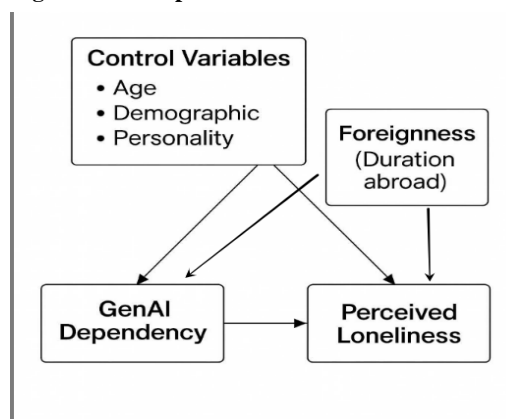 Control Variables
• Age
• Demographic
• Personality
Foreignness
(Duration
abroad)
GenAI
Dependency
Perceived
Loneliness